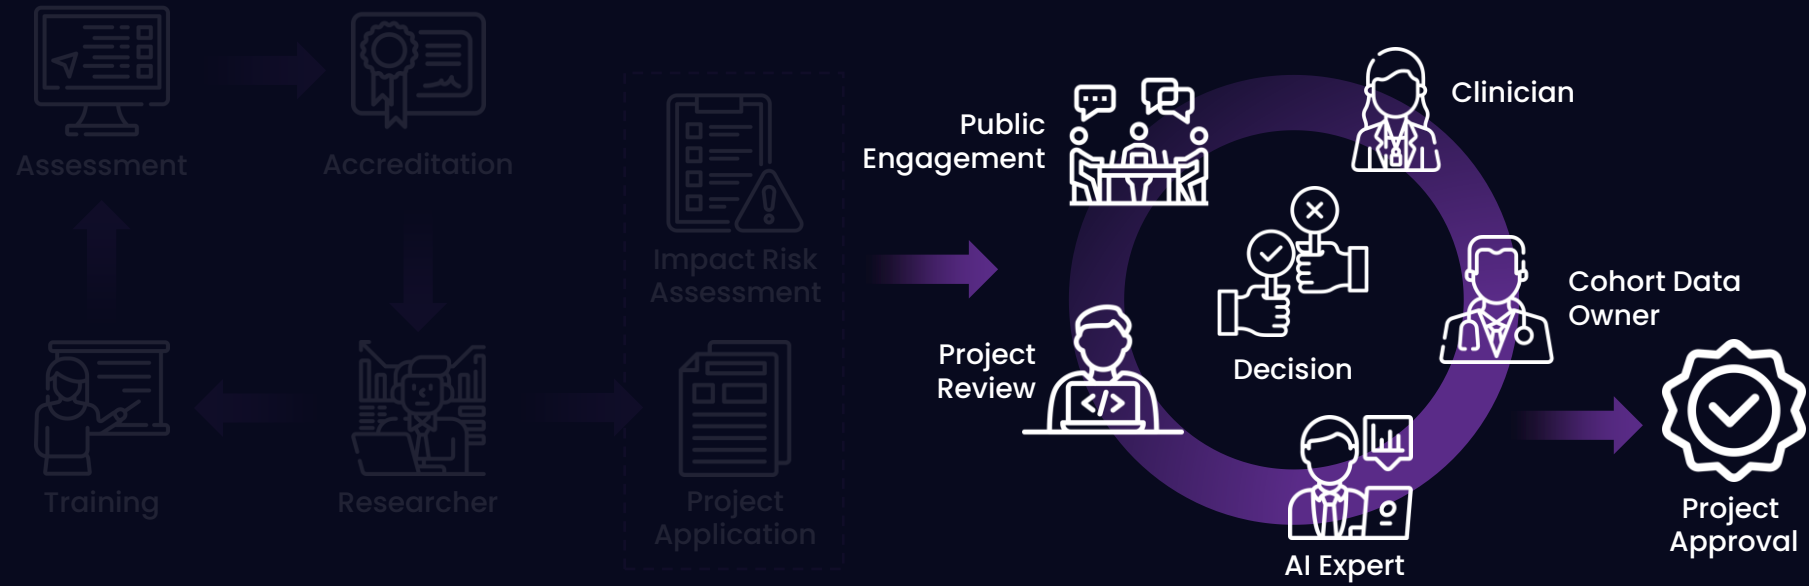 Assessment
Accreditation
Training
Researcher
Impact Risk
Assessment
Project
Application
Public
Engagement
Clinician
Cohort Data
Owner
Project
Review
Decision
AI Expert
Project
Approval